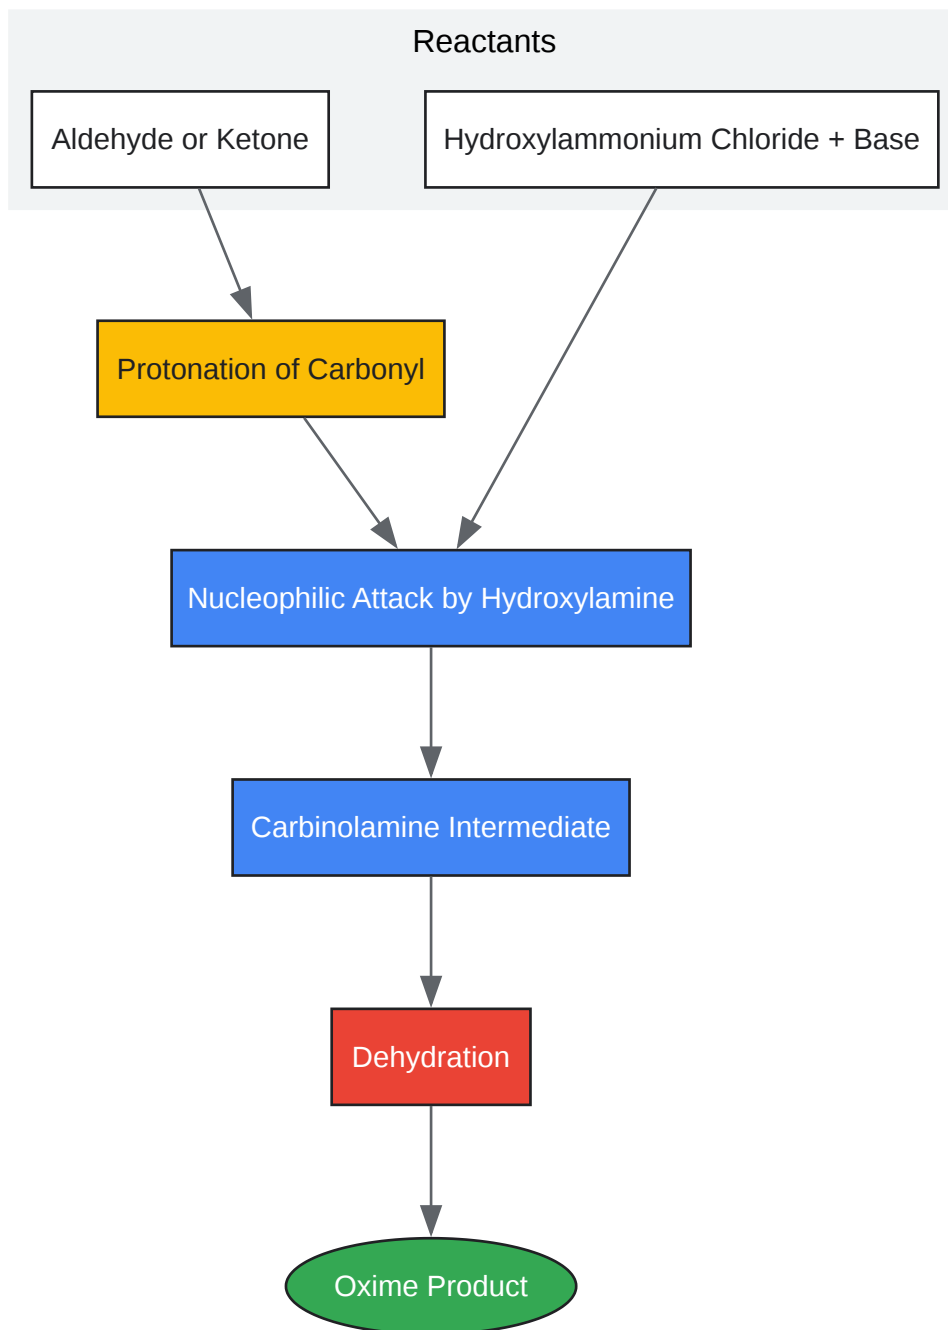 Reactants
Aldehyde or Ketone
Hydroxylammonium Chloride + Base
Protonation of Carbonyl
Nucleophilic Attack by Hydroxylamine
Carbinolamine Intermediate
Dehydration
Oxime Product